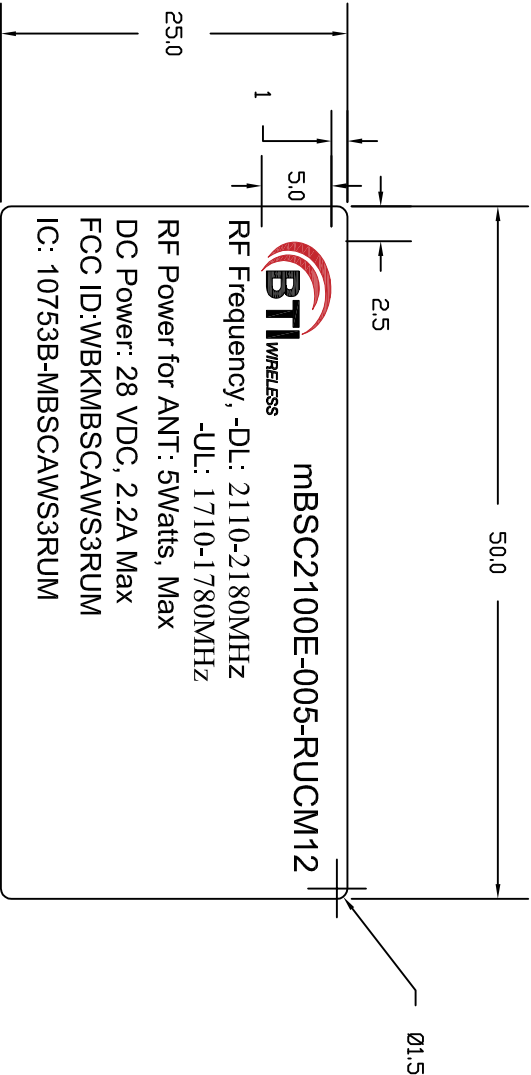 50.0
2.5
Ø1.5
25.0
1
5.0
BTI WIRELESS
mBSC2100E-005-RUCM12
RF Frequency, -DL: 2110-2180MHz
-UL: 1710-1780MHz
RF Power for ANT: 5Watts, Max
DC Power: 28 VDC, 2.2A Max
FCC ID:WBKMBSCAWS3RUM
IC: 10753B-MBSCAWS3RUM